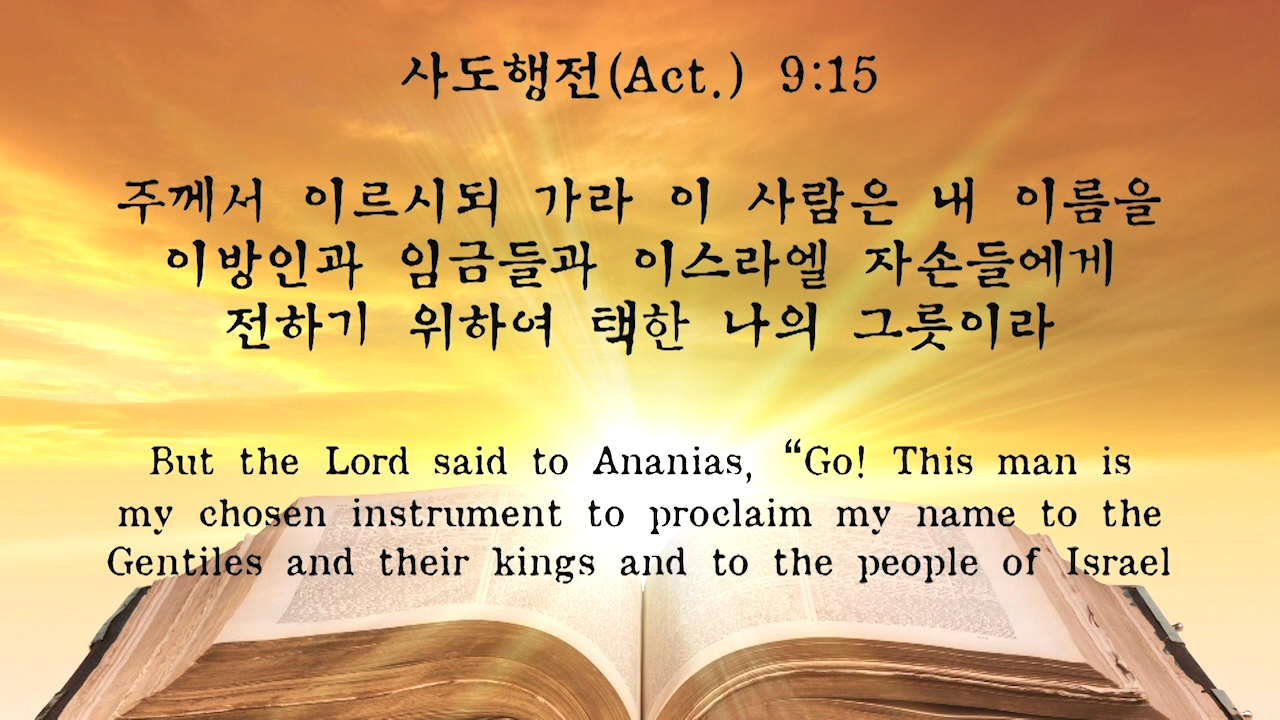 사도행전(Act.) 9:15
주께서 이르시되 가라 이 사람은 내 이름을
이방인과 임금들과 이스라엘 자손들에게
전하기 위하여 택한 나의 그릇이라
But the Lord said to Ananias, “Go! This man is
my chosen instrument to proclaim my name to the
Gentiles and their kings and to the people of Israel